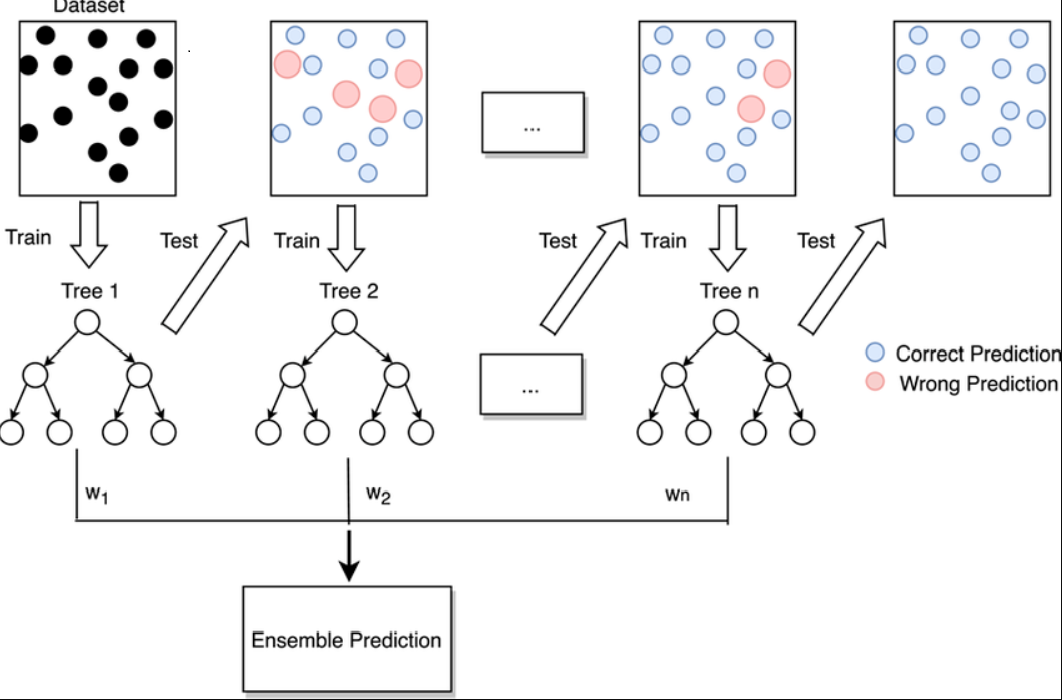 Dataset
...
Train
Test
Train
Test
Train
Test
Tree 1
Tree 2
Tree n
...
Correct Prediction
Wrong Prediction
w1
w2
wn
Ensemble Prediction